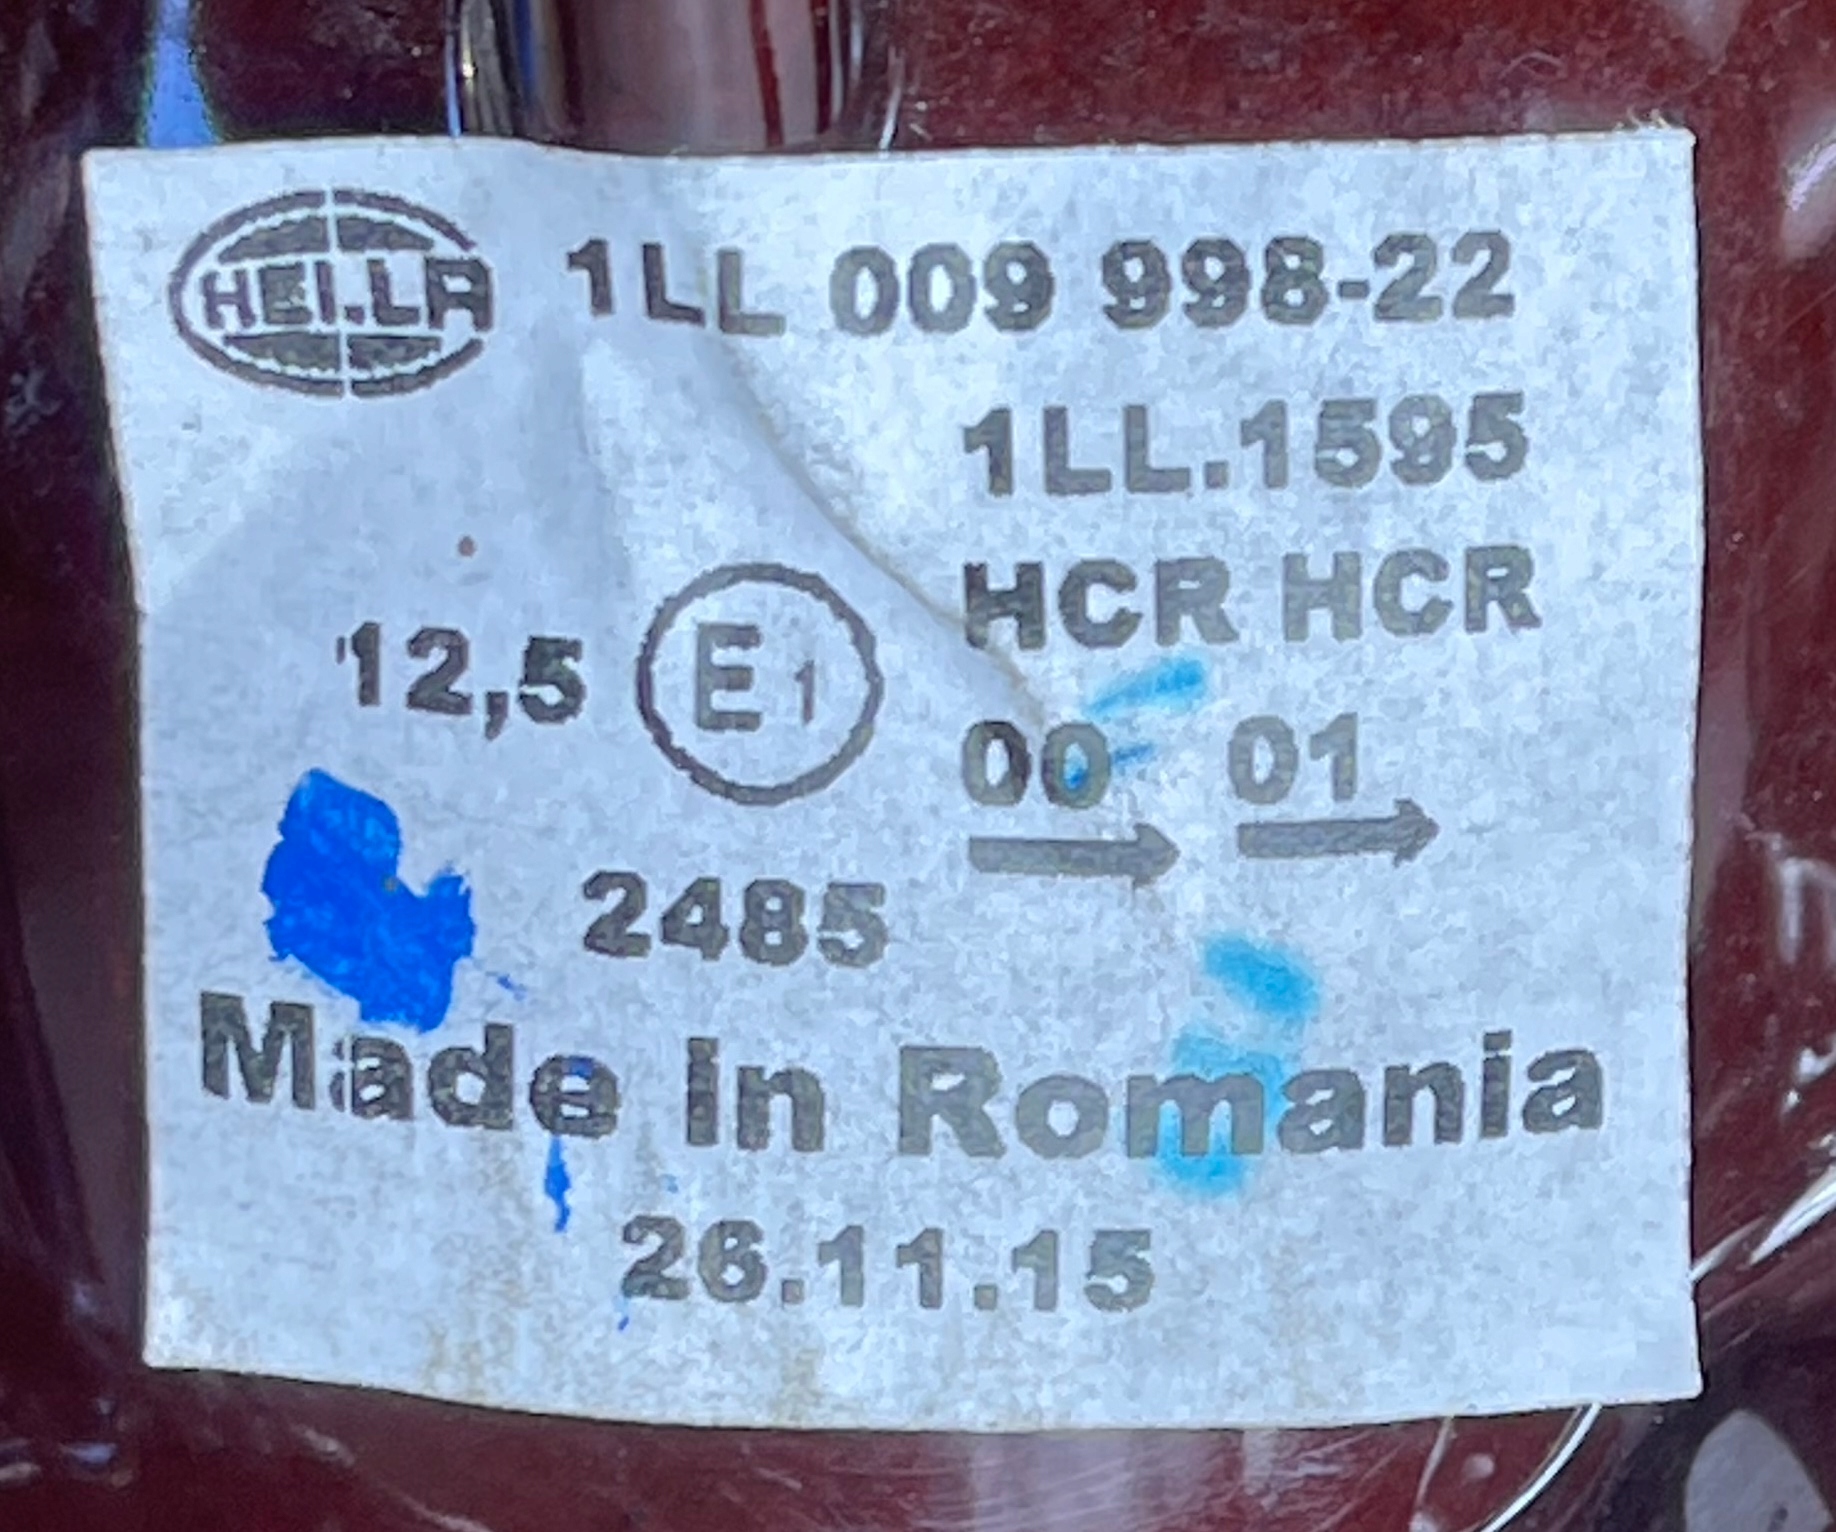 HELLA 1LL 009 998-22
1LL.1595
HCR HCR
12,5 E1 00 01
2485
Made in Romania
26.11.15